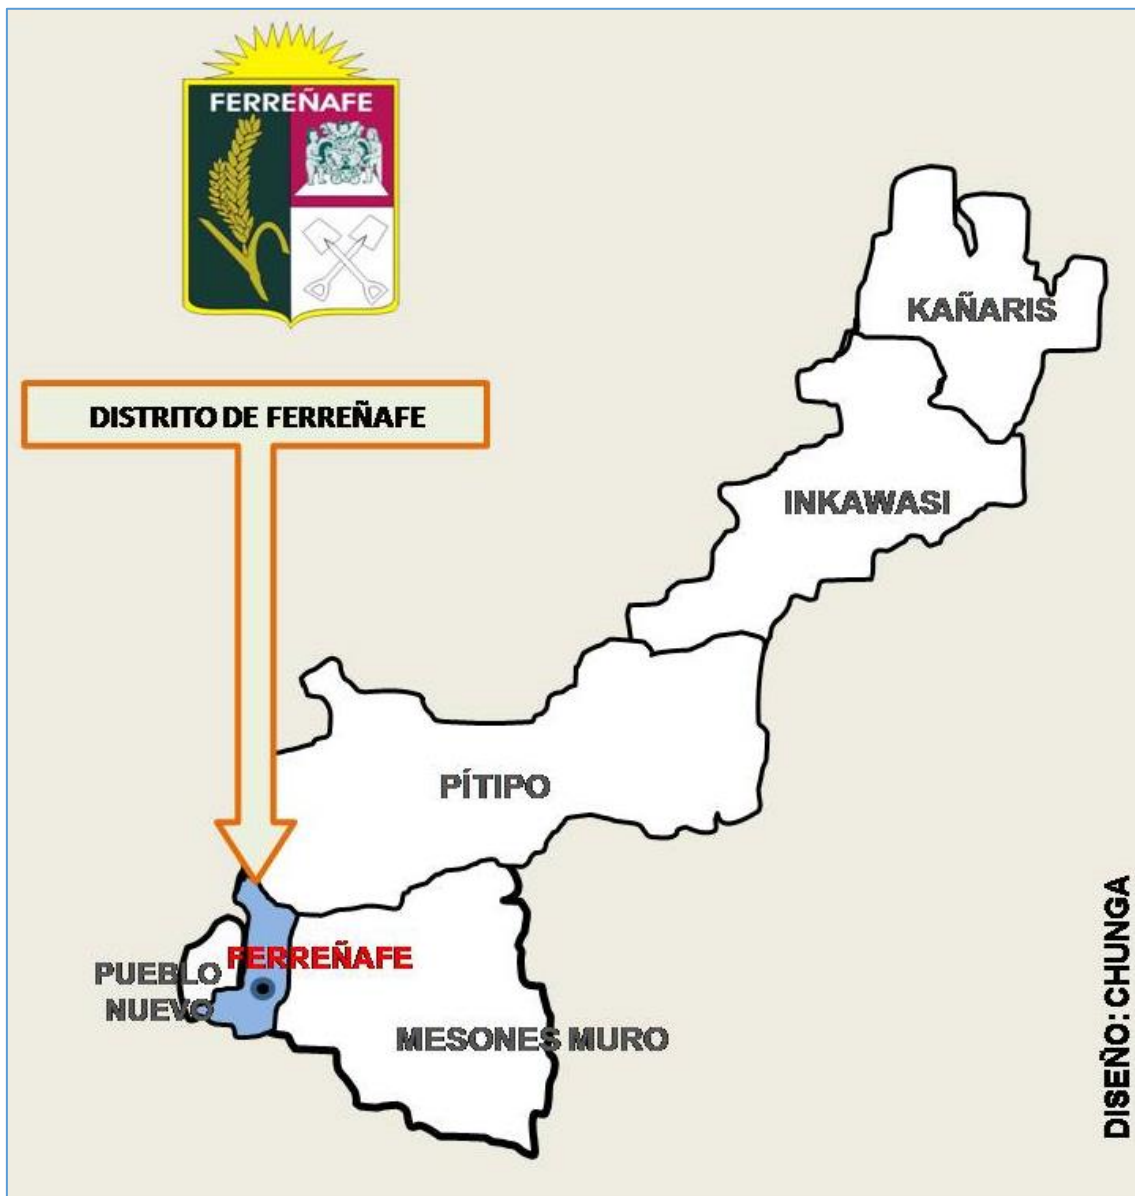 FERREÑAFE
KAÑARIS
DISTRITO DE FERREÑAFE
INKAWASI
PÍTIPO
FERREÑAFE
PUEBLO
NUEVO
MESONES MURO
DISEÑO: CHUNGA